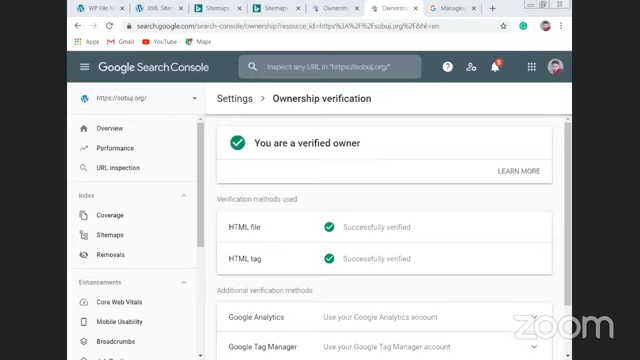 WP File M
XML Sitem
Sitemaps
Sitemaps
Ownership
Ownership
Managing
search.google.com/search-console/ownership?resource_id=https%3A%2F%2Fsobuj.org%2F&hl=en
Apps Gmail YouTube Maps
Google Search Console
Inspect any URL in "https://sobuj.org/"
https://sobuj.org/
Settings > Ownership verification
Overview
Performance
URL inspection
Index
Coverage
Sitemaps
Removals
Enhancements
Core Web Vitals
Mobile Usability
Breadcrumbs
You are a verified owner
LEARN MORE
Verification methods used
HTML file Successfully verified
HTML tag Successfully verified
Additional verification methods
Google Analytics Use your Google Analytics account
Google Tag Manager Use your Google Tag Manager account
zoom